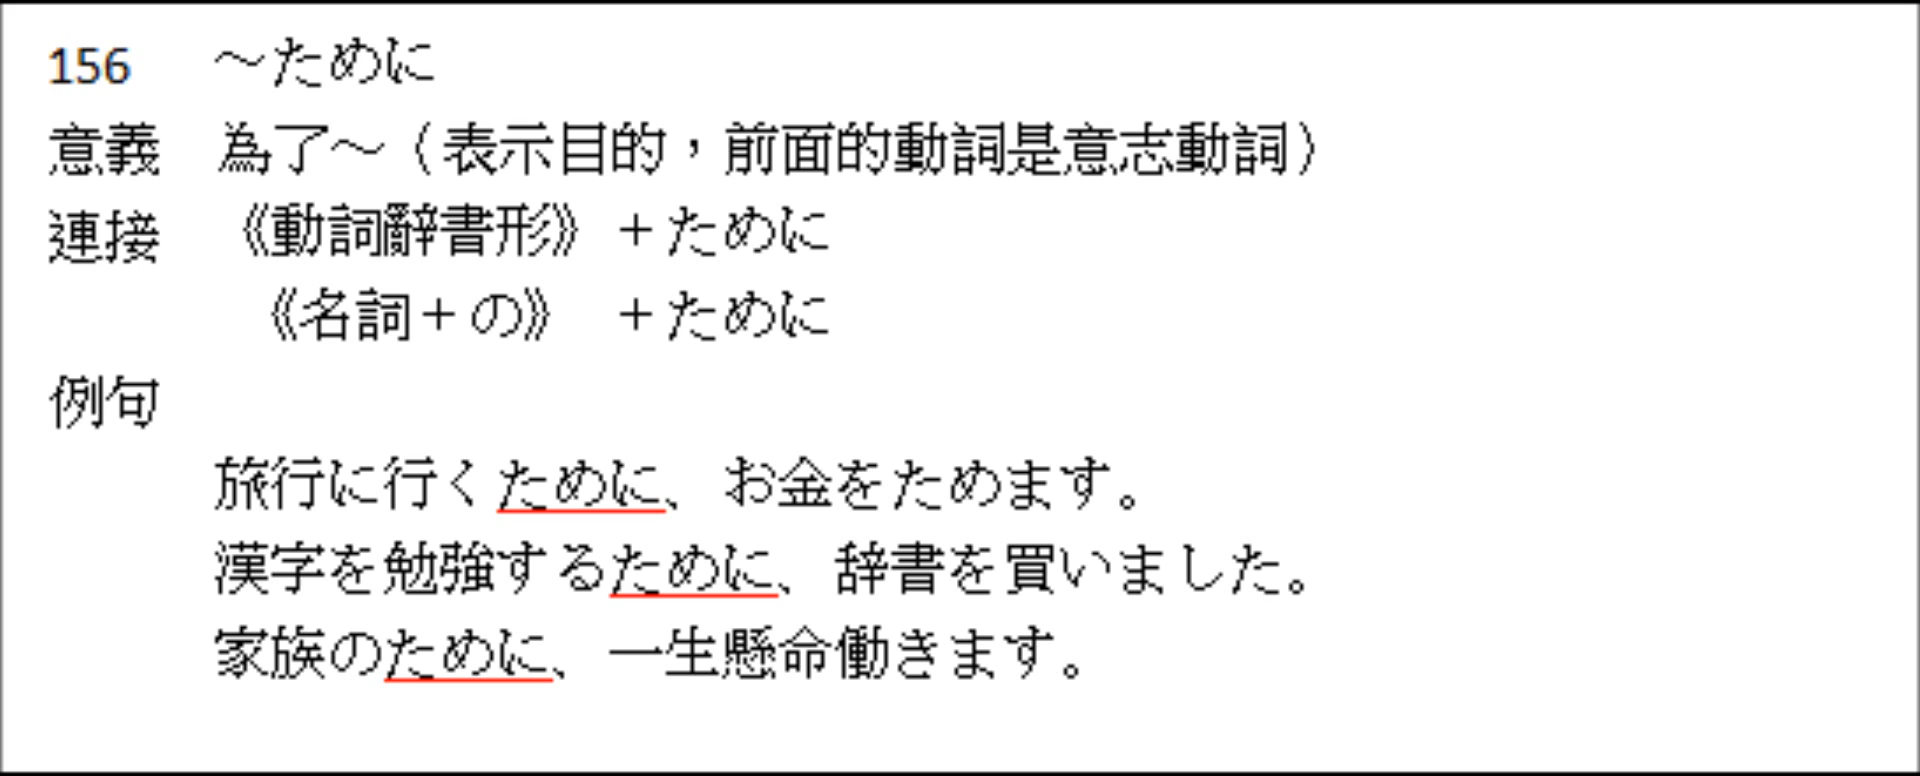 156 ～ために
意義 為了～（表示目的，前面的動詞是意志動詞）
連接 《動詞辭書形》 ＋ために
《名詞＋の》 ＋ために
例句
旅行に行くために、お金をためます。
漢字を勉強するために、辞書を買いました。
家族のために、一生懸命働きます。